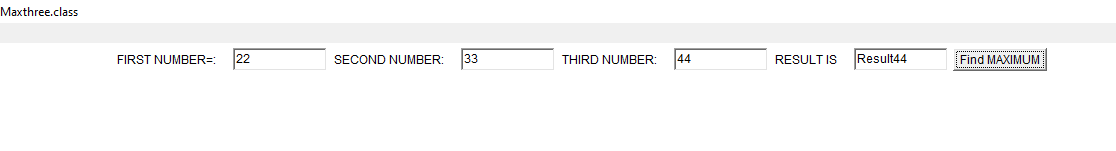 Maxthree.class
FIRST NUMBER=: 22 SECOND NUMBER: 33 THIRD NUMBER: 44 RESULT IS Result44 Find MAXIMUM